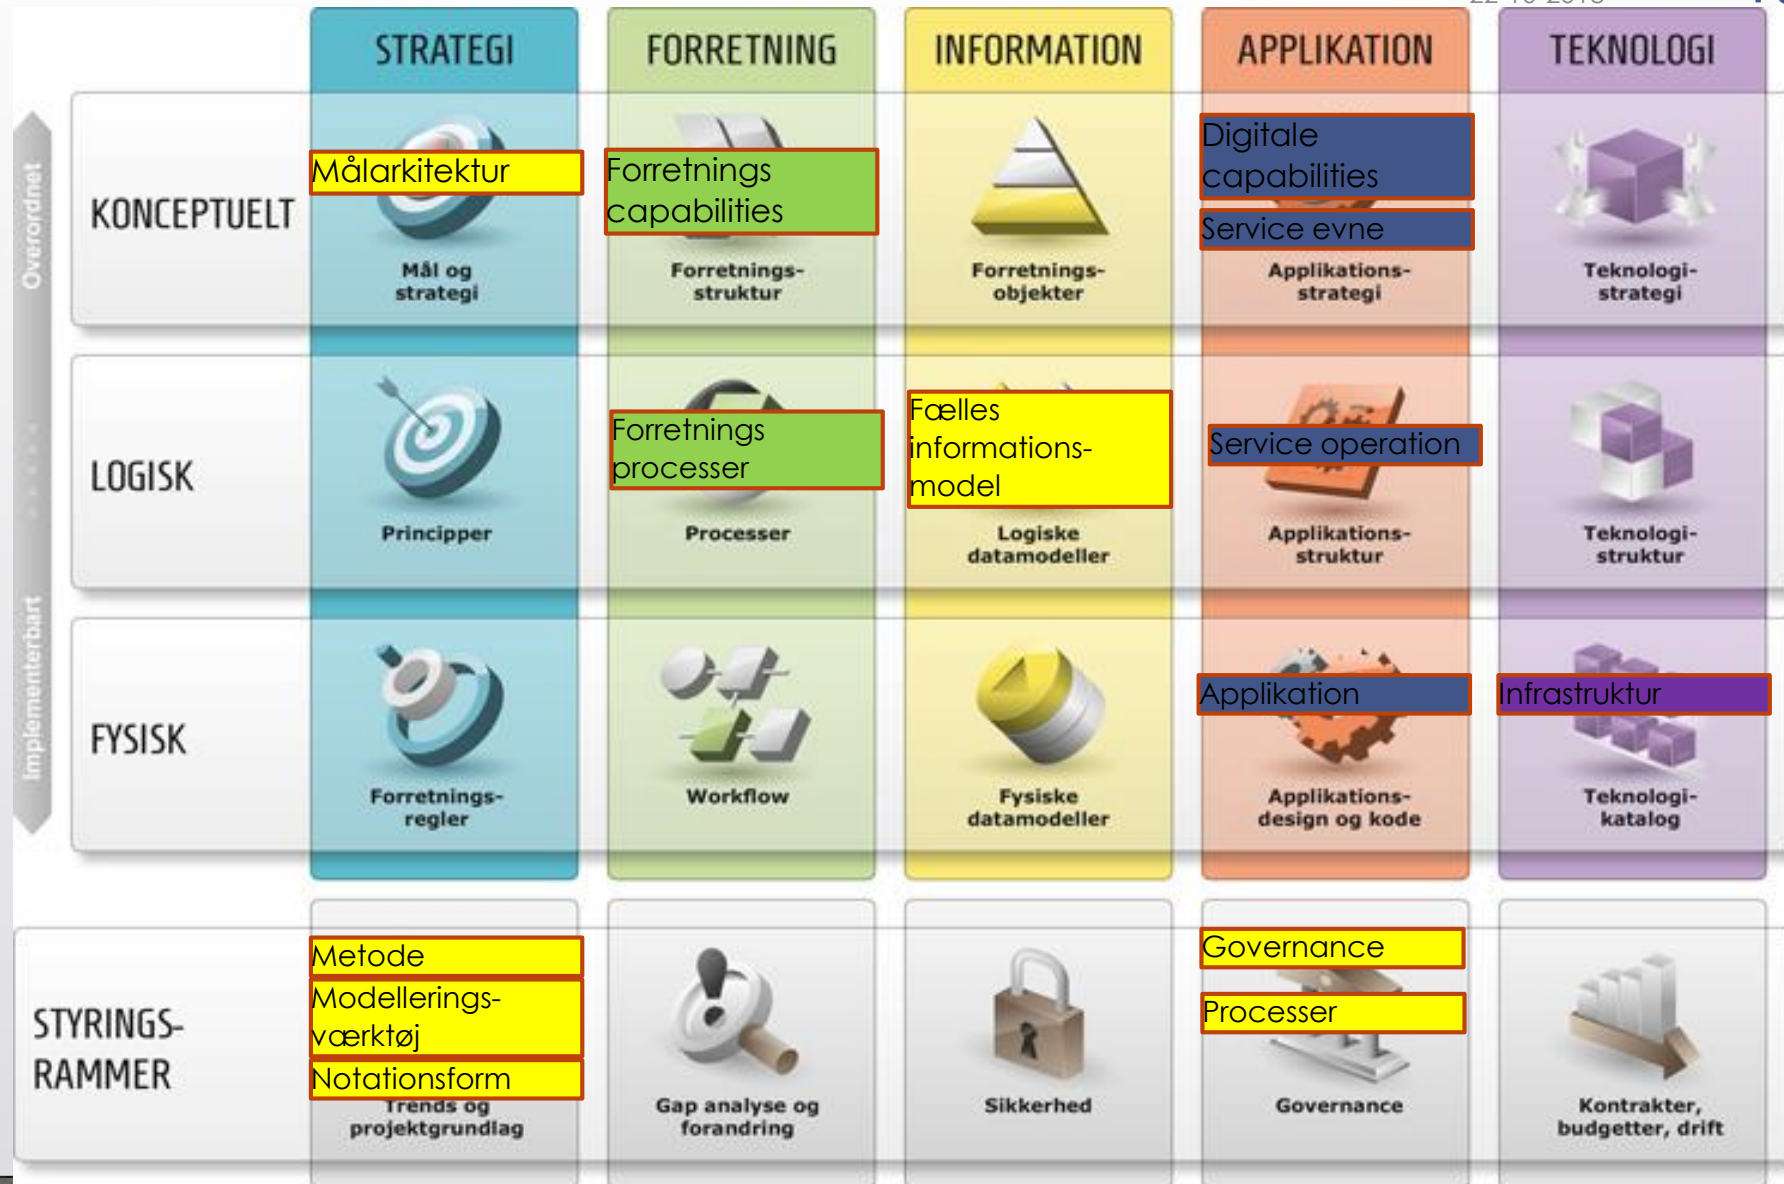 STRATEGI
FORRETNING
INFORMATION
APPLIKATION
TEKNOLOGI
Overordnet
Implementerbart
KONCEPTUELT
Målarkitektur
Mål og
strategi
Forretnings
capabilities
Forretnings-
struktur
Forretnings-
objekter
Digitale
capabilities
Service evne
Applikations-
strategi
Teknologi-
strategi
LOGISK
Principper
Forretnings
processer
Processer
Fælles
informations-
model
Logiske
datamodeller
Service operation
Applikations-
struktur
Teknologi-
struktur
FYSISK
Forretnings-
regler
Workflow
Fysiske
datamodeller
Applikation
Applikations-
design og kode
Infrastruktur
Teknologi-
katalog
STYRINGS-
RAMMER
Metode
Modellerings-
værktøj
Notationsform
Trends og
projektgrundlag
Gap analyse og
forandring
Sikkerhed
Governance
Processer
Governance
Kontrakter,
budgetter, drift